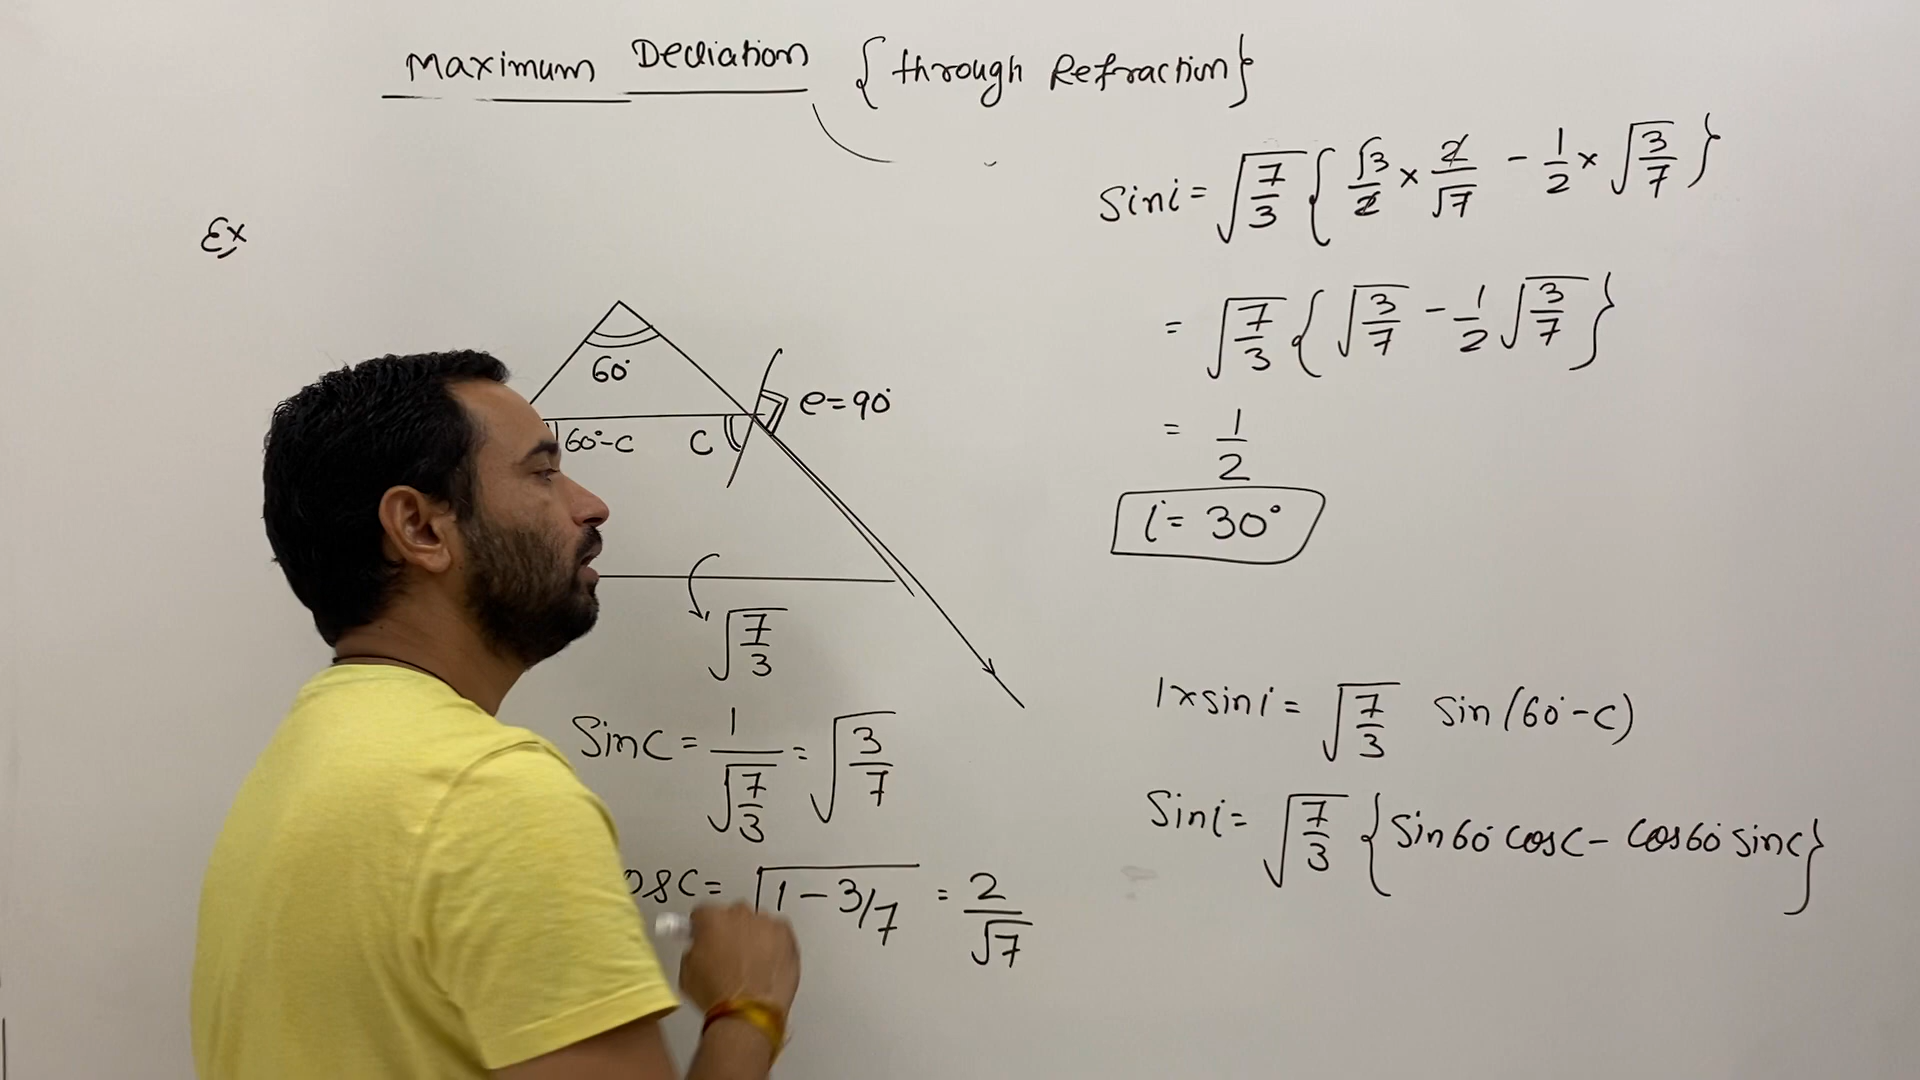 Maximum Deviation {through Refraction}
Ex
60°
60°-C
C
e=90°
√(7/3)
Sinc = 1/√(7/3) = √(3/7)
osc = √(1-3/7) = 2/√7
Sini = √(7/3) { √3/2 × 2/√7 - 1/2 × √(3/7) }
= √(7/3) { √(3/7) - 1/2 √(3/7) }
= 1/2
i = 30°
1×sini = √(7/3) Sin(60°-C)
Sini = √(7/3) {Sin60° cosc - Cos60° sinc}